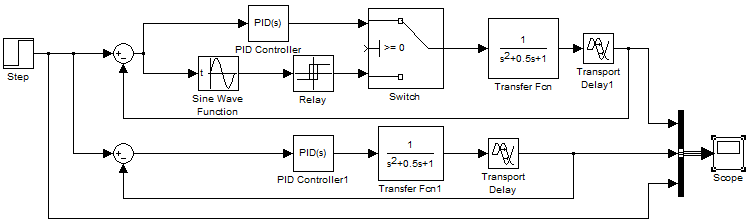 PID(s)
PID Controller
>= 0
1
s²+0.5s+1
Step
+
−
t
Sine Wave
Function
Relay
Switch
Transfer Fcn
Transport
Delay1
+
−
PID(s)
PID Controller1
1
s²+0.5s+1
Transfer Fcn1
Transport
Delay
Scope